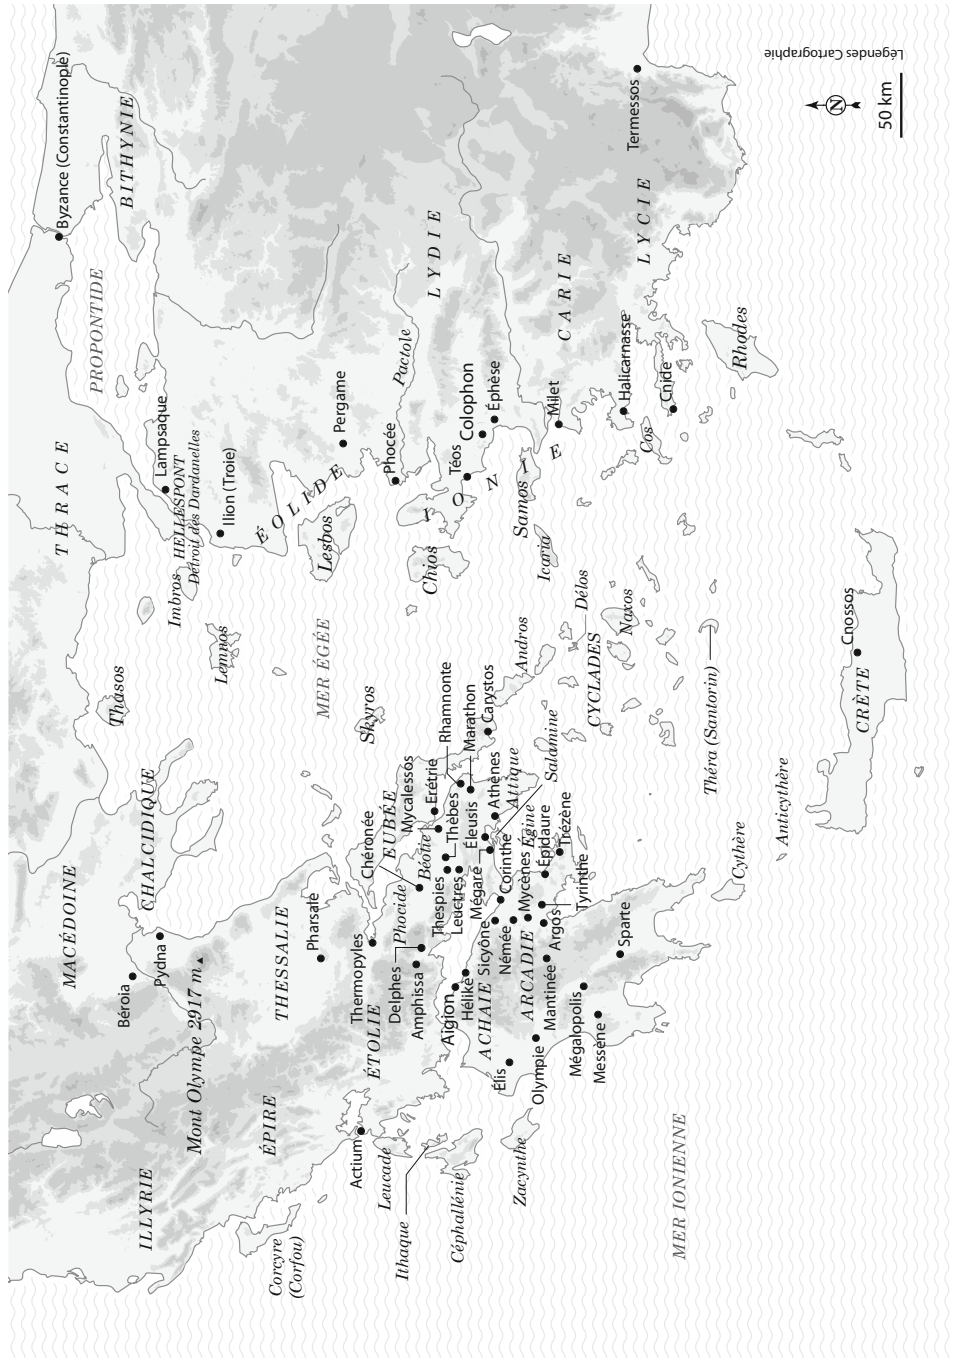 ILLYRIE
MACÉDOINE
THRACE
Byzance (Constantinople)
BITHYNIE
PROPONTIDE
Béroia
Pydna
CHALCIDIQUE
Thasos
Lampsaque
HELLESPONT
Détroit des Dardanelles
Imbros
Mont Olympe 2917 m
Lemnos
Ilion (Troie)
Corcyre
(Corfou)
ÉPIRE
THESSALIE
Pharsale
MER ÉGÉE
Skyros
ÉOLIDE
Lesbos
Pergame
Actium
Leucade
Ithaque
Céphallénie
ÉTOLIE
Thermopyles
Delphes
Phocide
Amphissa
Chéronée
EUBÉE
Béotie
Mycalessos
Érétrie
Rhamnonte
Marathon
Carystos
Thespies
Leuctres
Thèbes
Éleusis
Mégare
Athènes
Attique
Salamine
Chios
Phocée
Pactole
LYDIE
Téos
Colophon
Éphèse
IONIE
Aigion
Héliké
ACHAIE
Sicyône
Corinthe
Némée
Mycènes
Égine
Épidaure
Trézène
Tyrinthe
Argos
ARCADIE
Mantinée
Élis
Olympie
Mégalopolis
Messène
Sparte
Zacynthe
Andros
Samos
Icaria
Milet
CARIE
Délos
CYCLADES
Naxos
Halicarnasse
Cos
Cnide
LYCIE
Termessos
MER IONIENNE
Cythère
Anticythère
Théra (Santorin)
Rhodes
CRÈTE
Cnossos
N
50 km
Légendes Cartographie